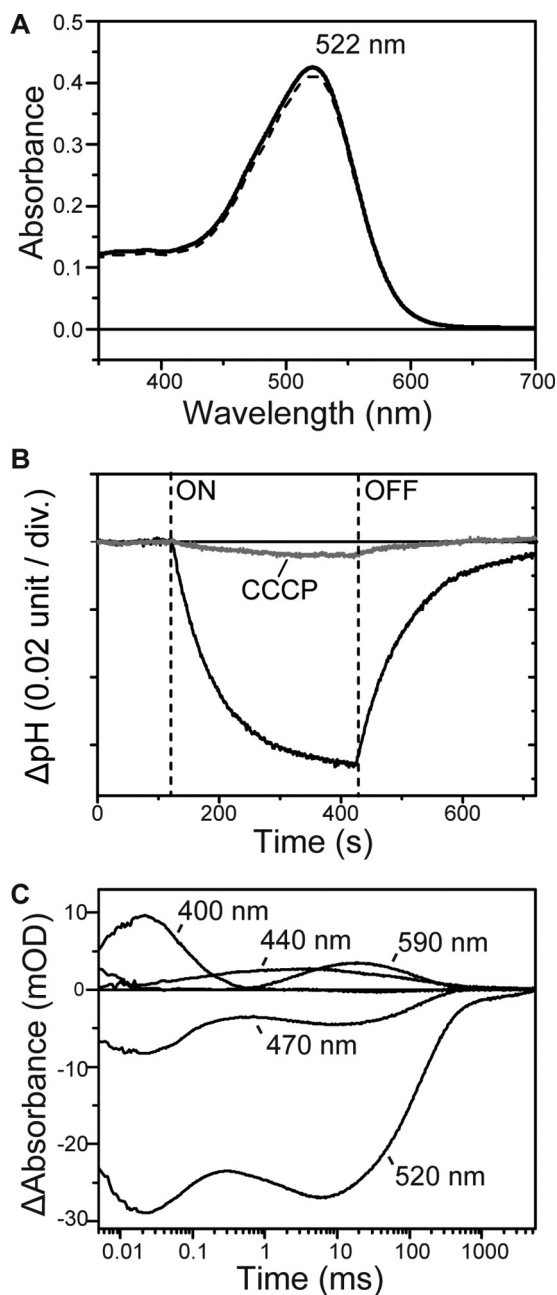 A
0.5
522 nm
0.4
0.3
0.2
0.1
0.0
Absorbance
400
500
600
700
Wavelength (nm)
B
ON
OFF
CCCP
ΔpH (0.02 unit / div.)
0
200
400
600
Time (s)
C
10
400 nm
440 nm
590 nm
0
470 nm
-10
-20
520 nm
-30
ΔAbsorbance (mOD)
0.01
0.1
1
10
100
1000
Time (ms)